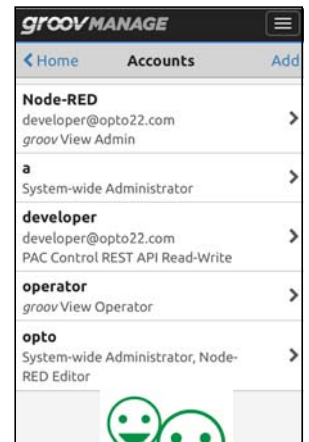 groov MANAGE
Home Accounts Add
Node-RED
developer@opto22.com
groov View Admin
a
System-wide Administrator
developer
developer@opto22.com
PAC Control REST API Read-Write
operator
groov View Operator
opto
System-wide Administrator, Node-
RED Editor